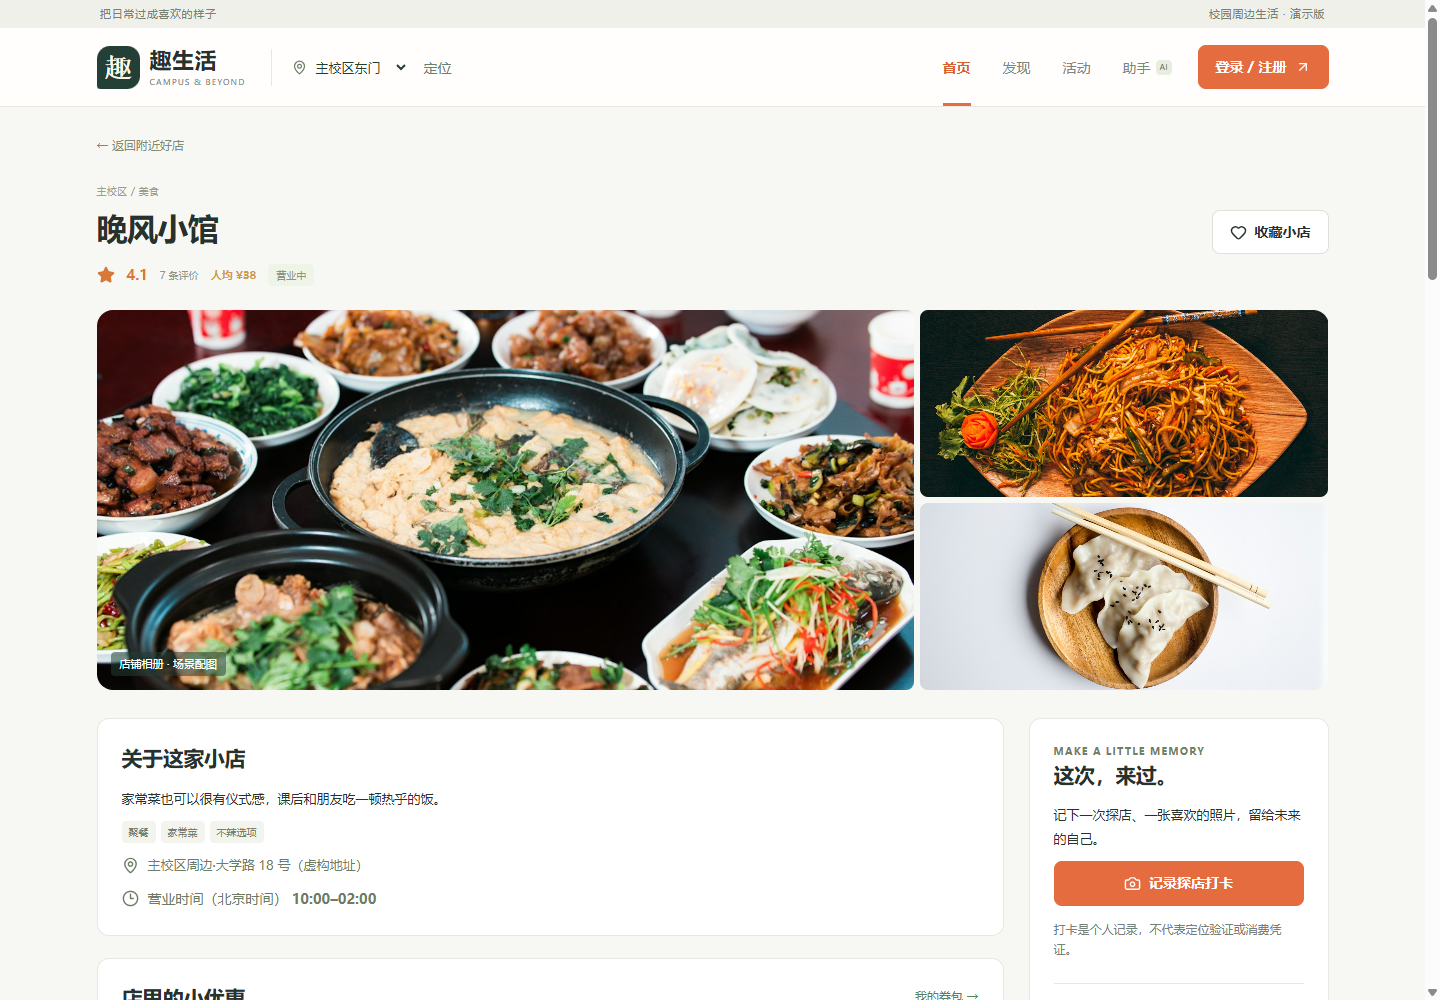 把日常过成喜欢的样子
校园周边生活 · 演示版
趣 趣生活
CAMPUS & BEYOND
主校区东门
定位
首页
发现
活动
助手 AI
登录 / 注册
← 返回附近好店
主校区 / 美食
晚风小馆
收藏小店
4.1 7 条评价 人均 ¥38 营业中
店铺相册 · 场景配图
关于这家小店
家常菜也可以很有仪式感，课后和朋友吃一顿热乎的饭。
聚餐 家常菜 不辣选项
主校区周边·大学路 18 号（虚构地址）
营业时间（北京时间） 10:00–02:00
MAKE A LITTLE MEMORY
这次，来过。
记下一次探店、一张喜欢的照片，留给未来
的自己。
记录探店打卡
打卡是个人记录，不代表定位验证或消费凭
证。
店里的小优惠
我的券包 →